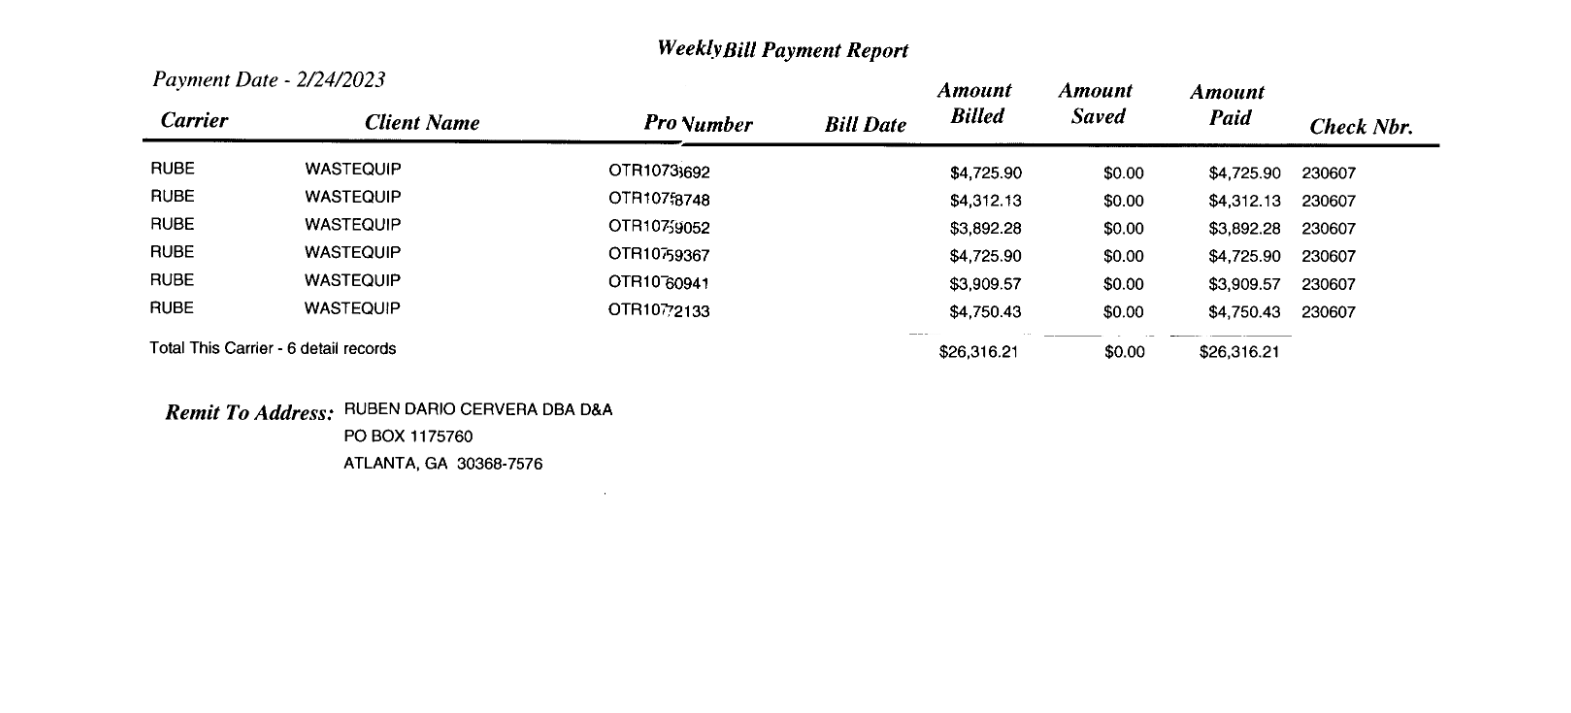 Weekly Bill Payment Report
Payment Date - 2/24/2023
Carrier Client Name Pro Number Bill Date Amount Billed Amount Saved Amount Paid Check Nbr.
RUBE WASTEQUIP $4,725.90 $0.00 $4,725.90 230607
RUBE WASTEQUIP OTR10758748 $4,312.13 $0.00 $4,312.13 230607
RUBE WASTEQUIP OTR10759052 $3,892.28 $0.00 $3,892.28 230607
RUBE WASTEQUIP OTR10759367 $4,725.90 $0.00 $4,725.90 230607
RUBE WASTEQUIP OTR10760941 $3,909.57 $0.00 $3,909.57 230607
RUBE WASTEQUIP OTR10772133 $4,750.43 $0.00 $4,750.43 230607
Total This Carrier - 6 detail records $26,316.21 $0.00 $26,316.21
Remit To Address: RUBEN DARIO CERVERA DBA D&A
PO BOX 1175760
ATLANTA, GA 30368-7576